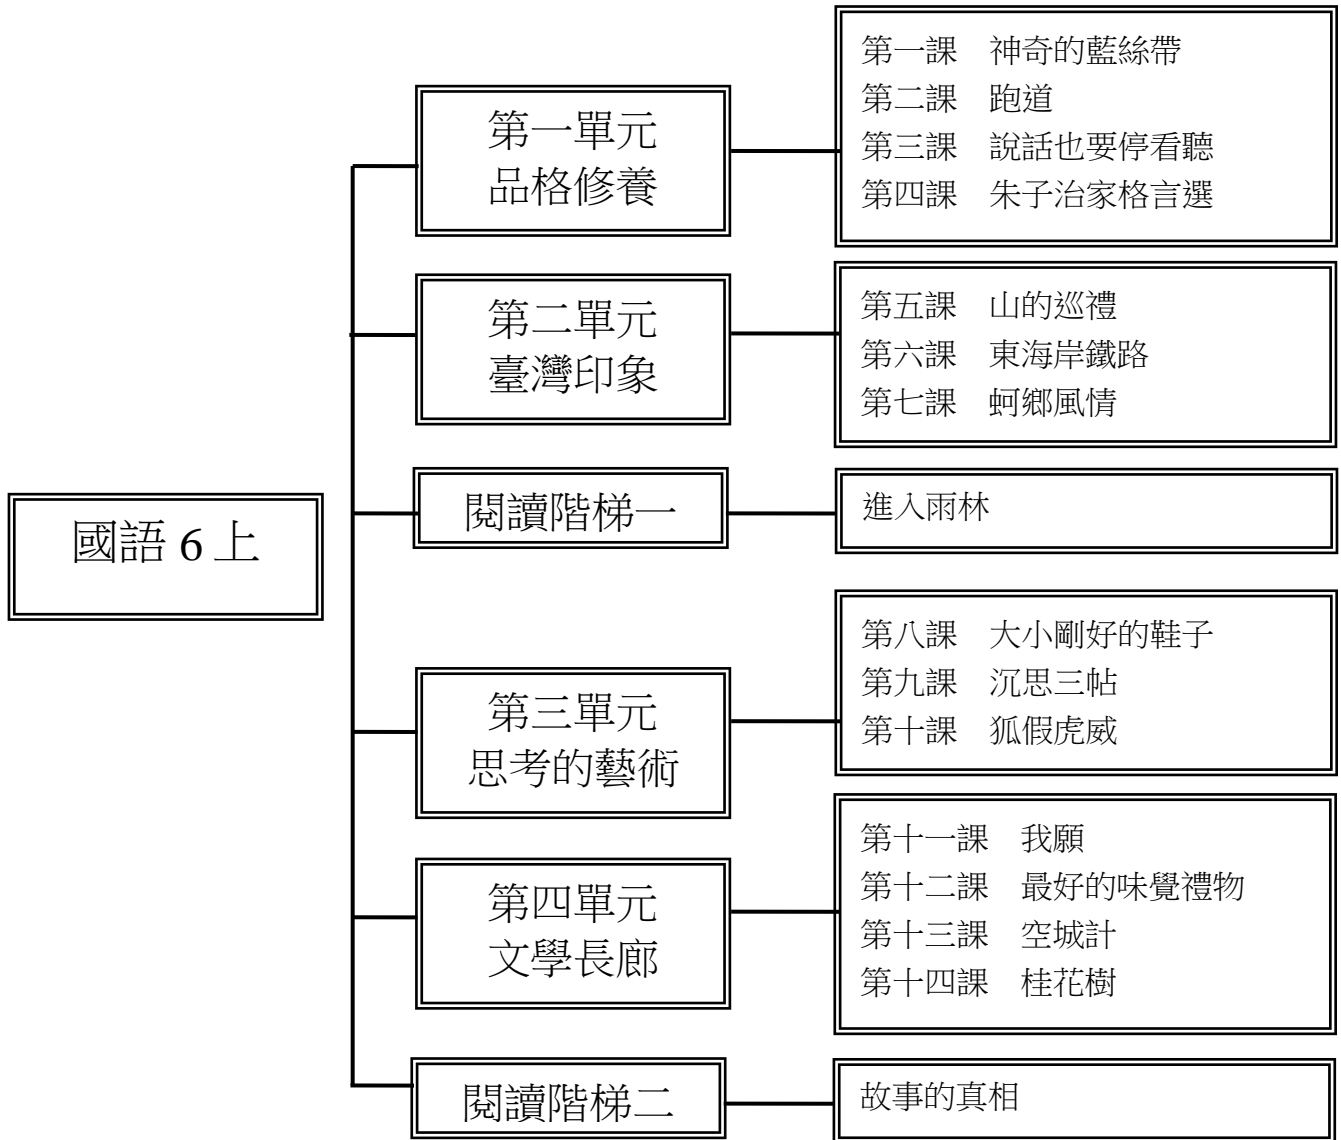 國語 6 上
第一單元
品格修養
第一課　神奇的藍絲帶
第二課　跑道
第三課　說話也要停看聽
第四課　朱子治家格言選
第二單元
臺灣印象
第五課　山的巡禮
第六課　東海岸鐵路
第七課　蚵鄉風情
閱讀階梯一
進入雨林
第三單元
思考的藝術
第八課　大小剛好的鞋子
第九課　沉思三帖
第十課　狐假虎威
第四單元
文學長廊
第十一課　我願
第十二課　最好的味覺禮物
第十三課　空城計
第十四課　桂花樹
閱讀階梯二
故事的真相